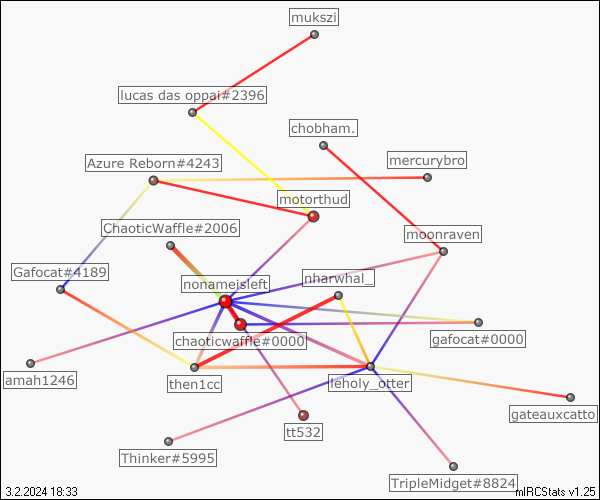 mukszi
lucas das oppai#2396
chobham.
Azure Reborn#4243
mercurybro
motorthud
ChaoticWaffle#2006
moonraven
Gafocat#4189
nharwhal_
nonameisleft
chaoticwaffle#0000
gafocat#0000
amah1246
then1cc
leholy_otter
gateauxcatto
tt532
Thinker#5995
TripleMidget#8824
3.2.2024 18:33
mIRCStats v1.25